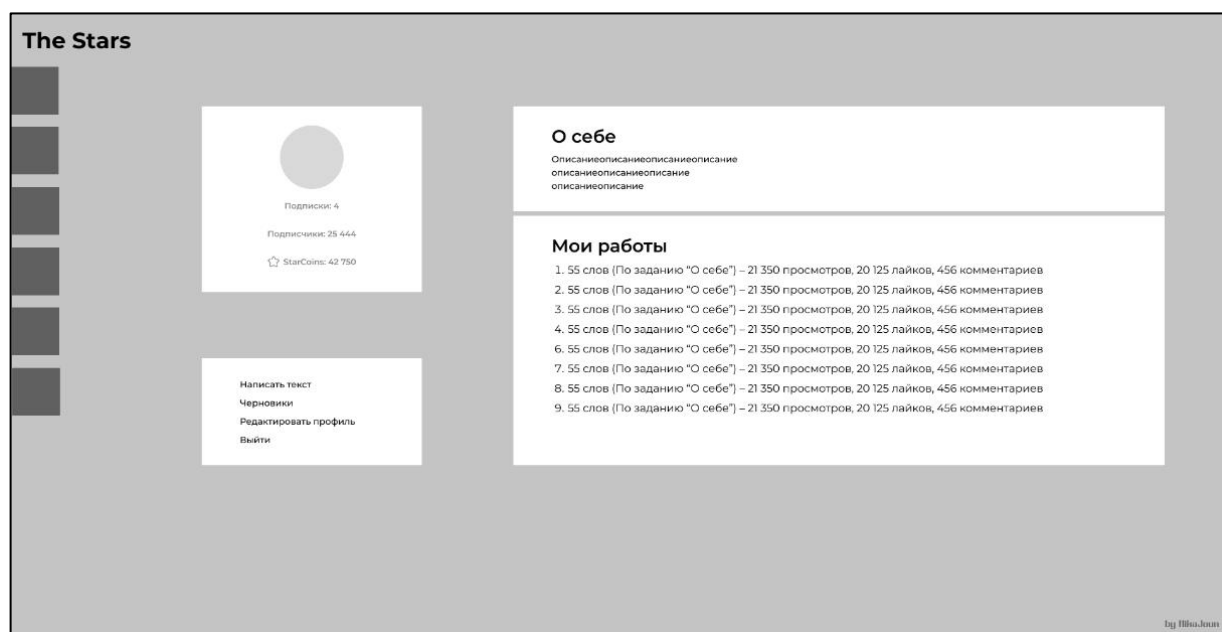 The Stars
Подписки: 4
Подписчики: 25 444
StarCoins: 42 750
Написать текст
Черновики
Редактировать профиль
Выйти
О себе
Описаниеописаниеописаниеописание
описаниеописаниеописание
описаниеописание
Мои работы
1. 55 слов (По заданию “О себе”) – 21 350 просмотров, 20 125 лайков, 456 комментариев
2. 55 слов (По заданию “О себе”) – 21 350 просмотров, 20 125 лайков, 456 комментариев
3. 55 слов (По заданию “О себе”) – 21 350 просмотров, 20 125 лайков, 456 комментариев
4. 55 слов (По заданию “О себе”) – 21 350 просмотров, 20 125 лайков, 456 комментариев
6. 55 слов (По заданию “О себе”) – 21 350 просмотров, 20 125 лайков, 456 комментариев
7. 55 слов (По заданию “О себе”) – 21 350 просмотров, 20 125 лайков, 456 комментариев
8. 55 слов (По заданию “О себе”) – 21 350 просмотров, 20 125 лайков, 456 комментариев
9. 55 слов (По заданию “О себе”) – 21 350 просмотров, 20 125 лайков, 456 комментариев
by